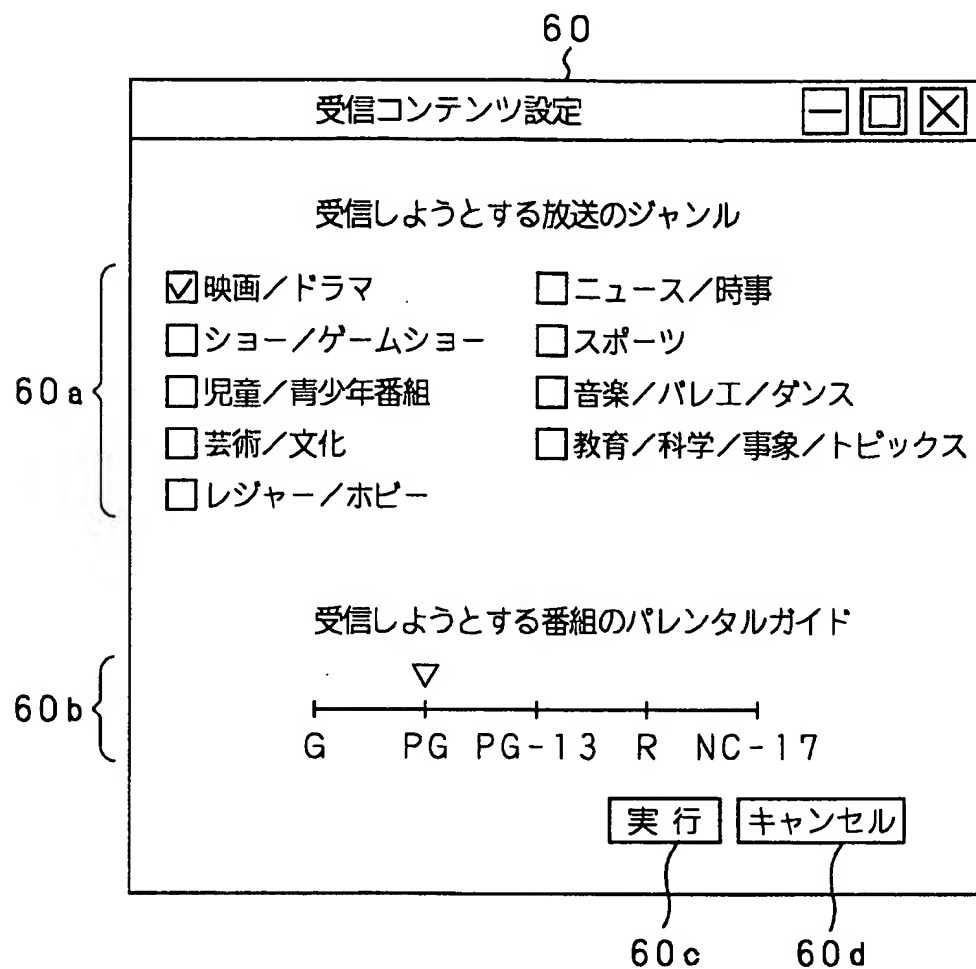 60
受信コンテンツ設定
受信しようとする放送のジャンル
60a
映画／ドラマ
ニュース／時事
ショー／ゲームショー
スポーツ
児童／青少年番組
音楽／バレエ／ダンス
芸術／文化
教育／科学／事象／トピックス
レジャー／ホビー
受信しようとする番組のパレンタルガイド
60b
G PG PG-13 R NC-17
実行 キャンセル
60c 60d